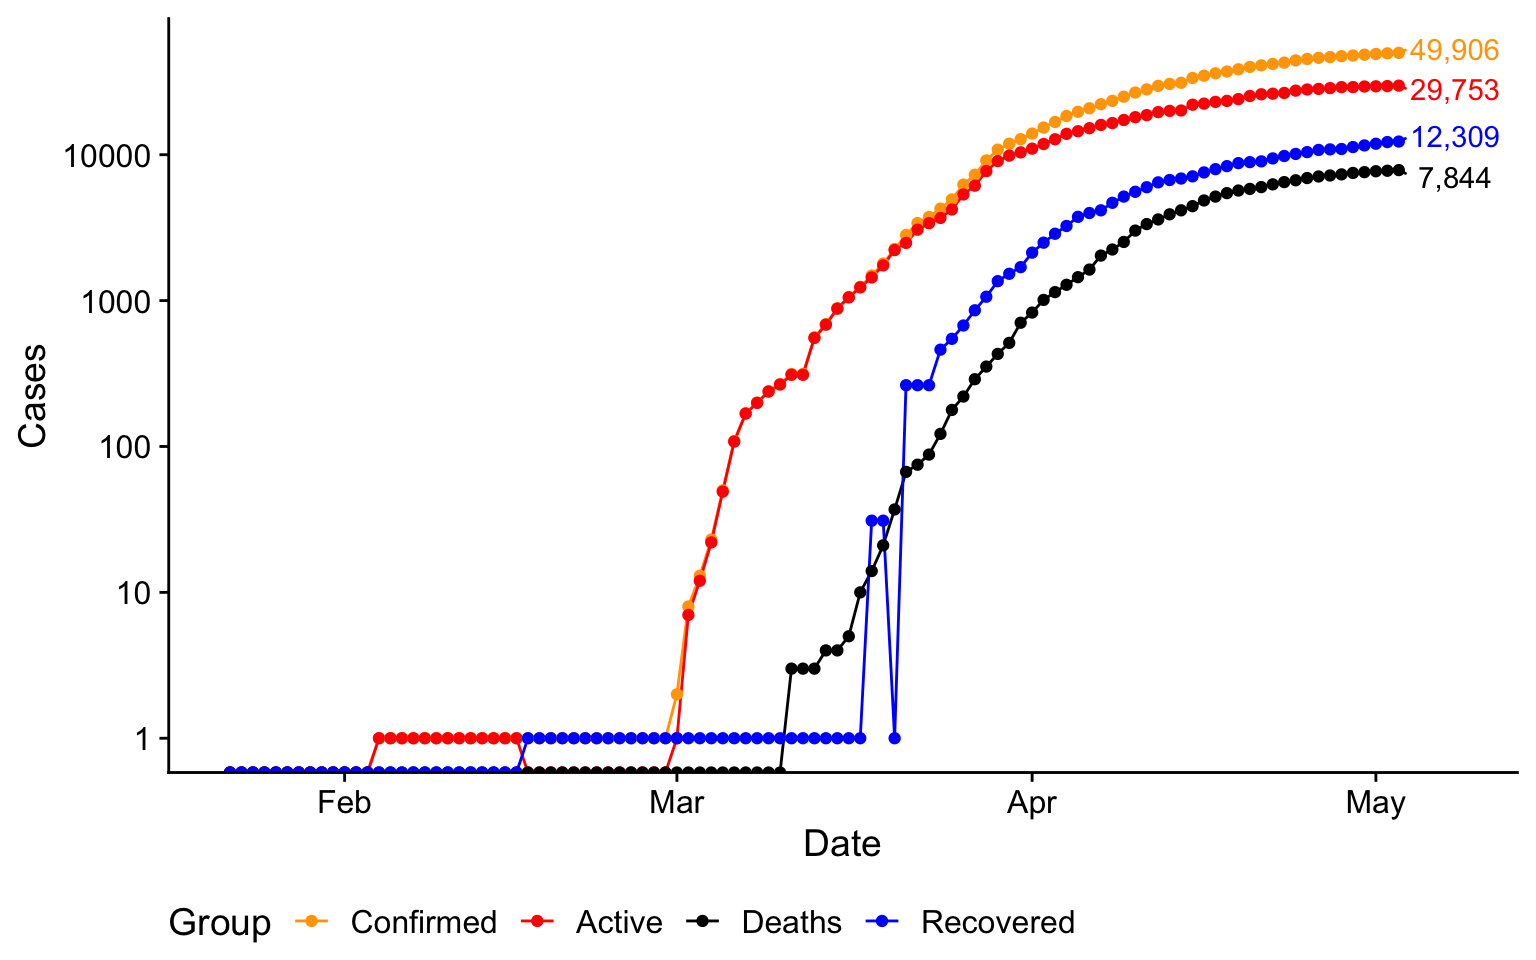 49,906
29,753
12,309
7,844
10000
1000
100
10
1
Cases
Feb Mar Apr May
Date
Group Confirmed Active Deaths Recovered